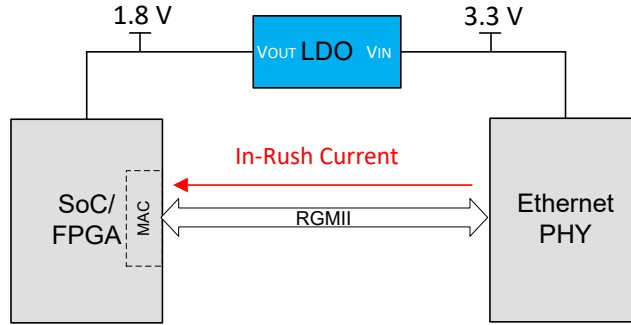 1.8 V
3.3 V
VOUT LDO VIN
In-Rush Current
SoC/
FPGA
MAC
RGMII
Ethernet
PHY